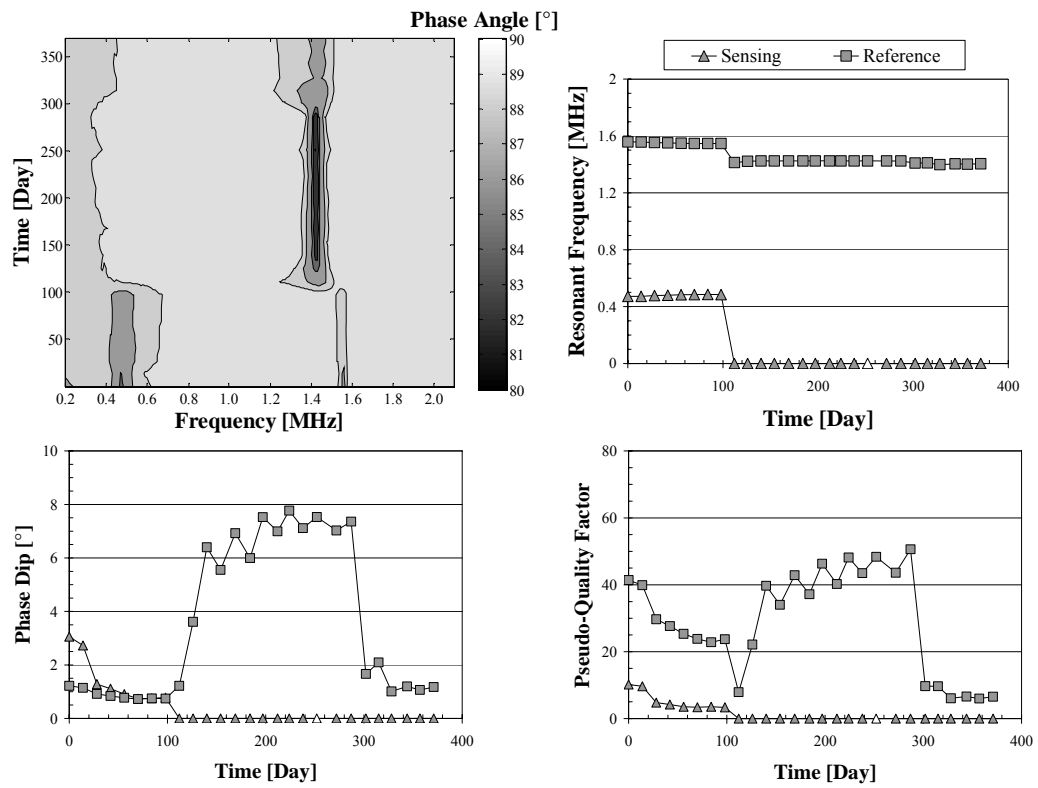 Phase Angle [°]
350
300
250
200
150
100
50
Time [Day]
0.2 0.4 0.6 0.8 1.0 1.2 1.4 1.6 1.8 2.0
Frequency [MHz]
90
89
88
87
86
85
84
83
82
81
80
Sensing Reference
2
1.6
1.2
0.8
0.4
0
Resonant Frequency [MHz]
0 100 200 300 400
Time [Day]
10
8
6
4
2
0
Phase Dip [°]
0 100 200 300 400
Time [Day]
80
60
40
20
0
Pseudo-Quality Factor
0 100 200 300 400
Time [Day]